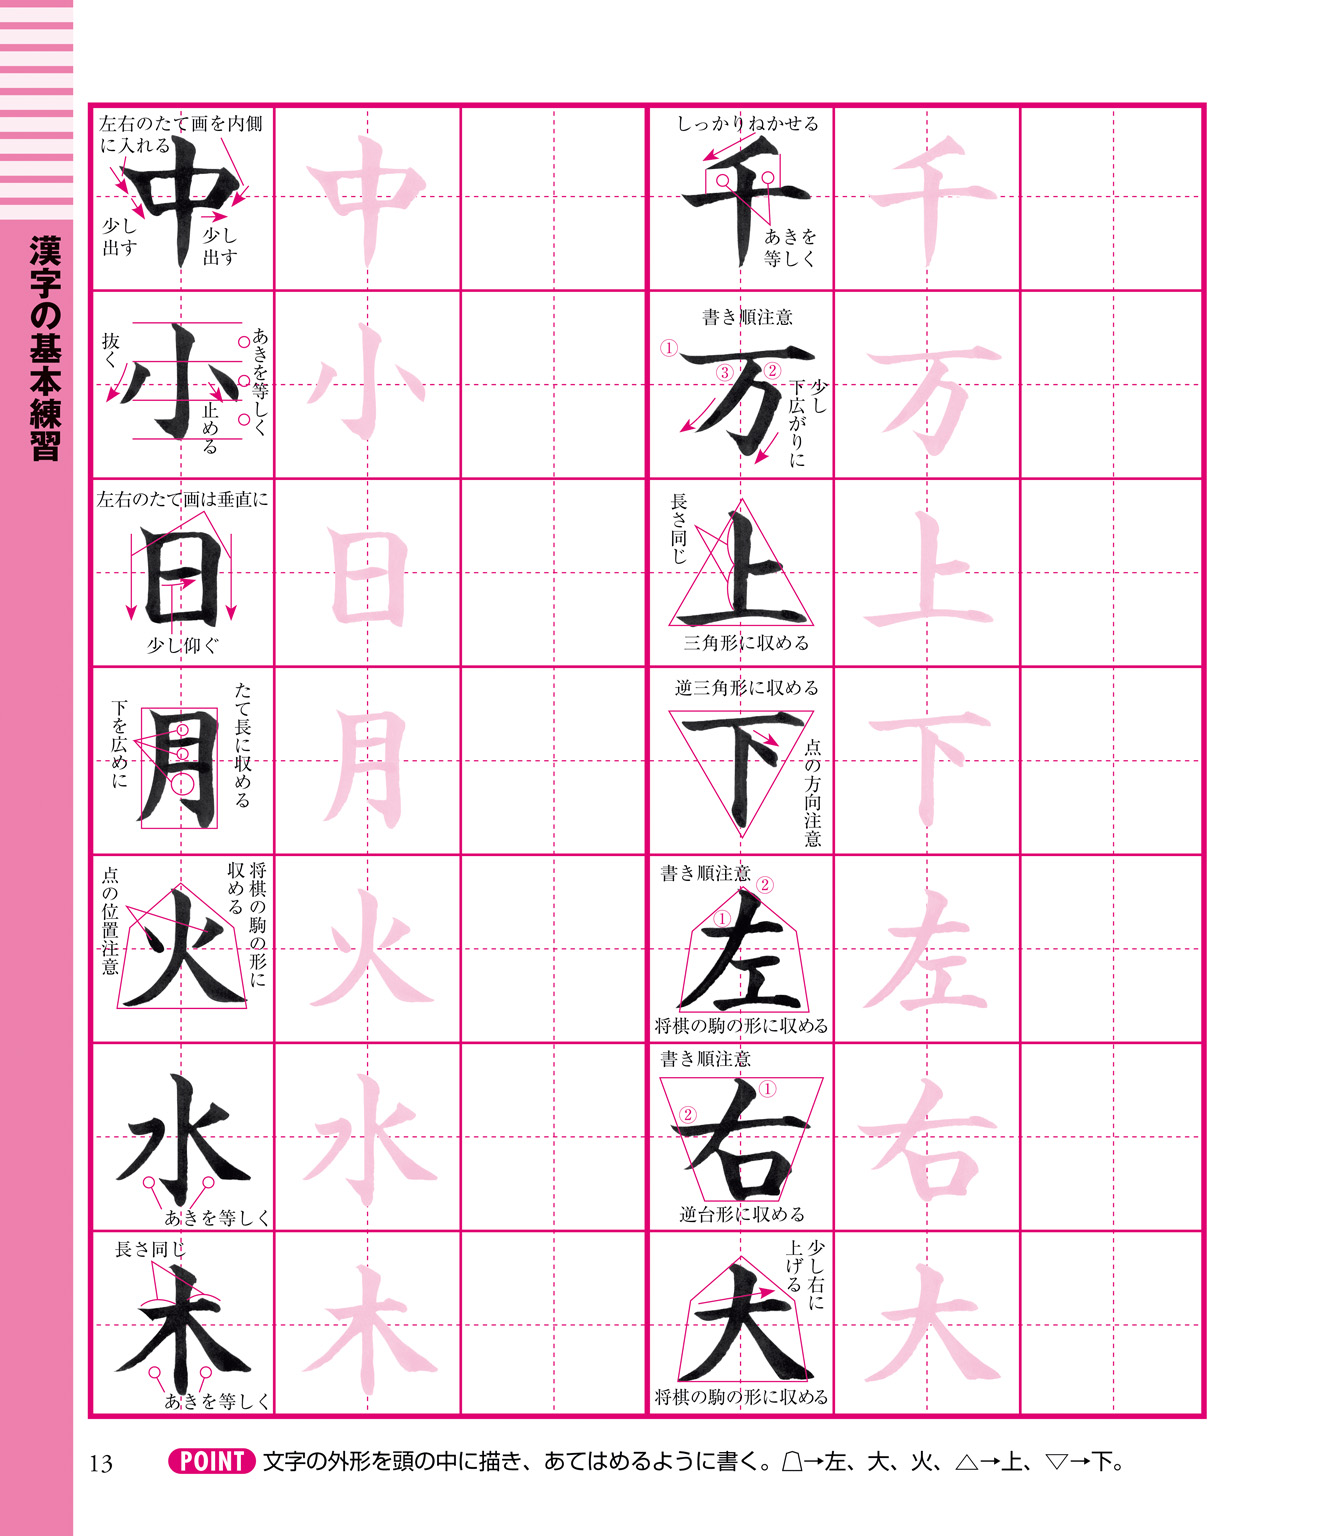 漢字の基本練習
しっかりねかせる
千
千
あきを
等しく
書き順注意
①
②
③
万
万
少し
下広がりに
長さ同じ
上
上
三角形に収める
逆三角形に収める
下
下
点の方向注意
書き順注意
②
①
左
左
将棋の駒の形に収める
書き順注意
①
②
右
右
逆台形に収める
少し右に
上げる
大
大
将棋の駒の形に収める
左右のたて画を内側
に入れる
中
中
少し
出す
少し
出す
あきを等しく
抜く
小
小
止める
左右のたて画は垂直に
日
日
少し仰ぐ
たて長に収める
月
月
下を広めに
将棋の駒の形に
収める
火
火
点の位置注意
水
水
あきを等しく
長さ同じ
木
木
あきを等しく
13
POINT 文字の外形を頭の中に描き、あてはめるように書く。→左、大、火、△→上、▽→下。